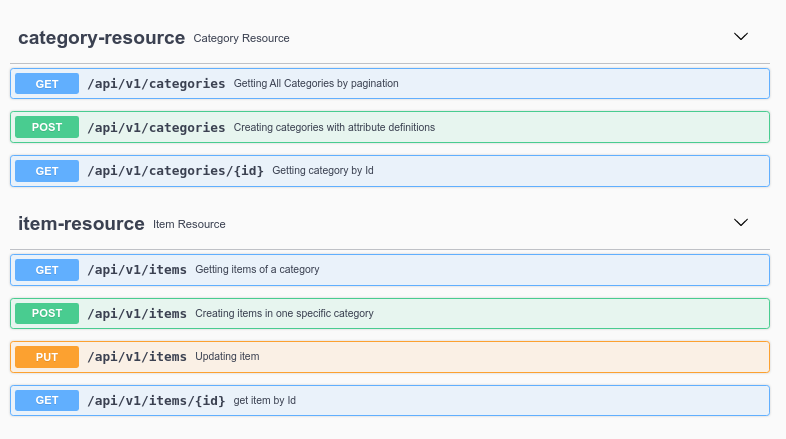 category-resource Category Resource
GET /api/v1/categories Getting All Categories by pagination
POST /api/v1/categories Creating categories with attribute definitions
GET /api/v1/categories/{id} Getting category by Id
item-resource Item Resource
GET /api/v1/items Getting items of a category
POST /api/v1/items Creating items in one specific category
PUT /api/v1/items Updating item
GET /api/v1/items/{id} get item by Id